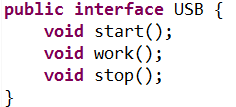 public interface USB {
    void start();
    void work();
    void stop();
}